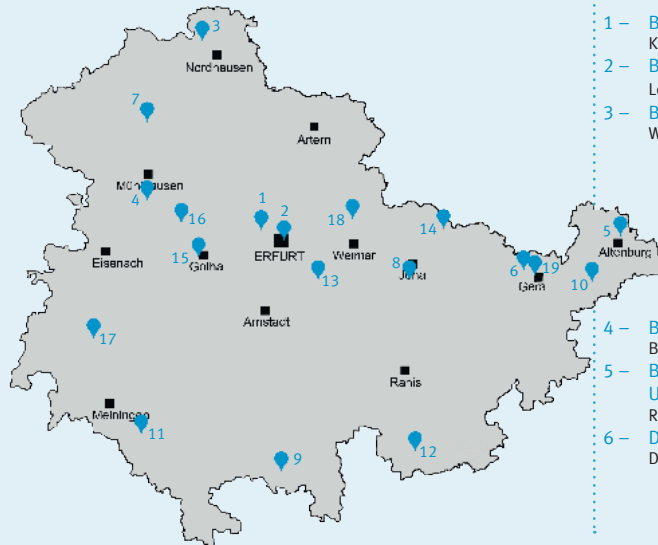 3
Nordhausen
7
Artern
Mühlhausen
4
16
1
2
18
14
5
ERFURT
Weimar
Altenburg
Eisenach
15
Gotha
13
8
Jena
6
19
Gera
10
Arnstadt
17
Ranis
Meiningen
11
12
9
1 – B
K
2 – B
3 – B
W
4 – B
B
5 – B
U
R
6 – D
D